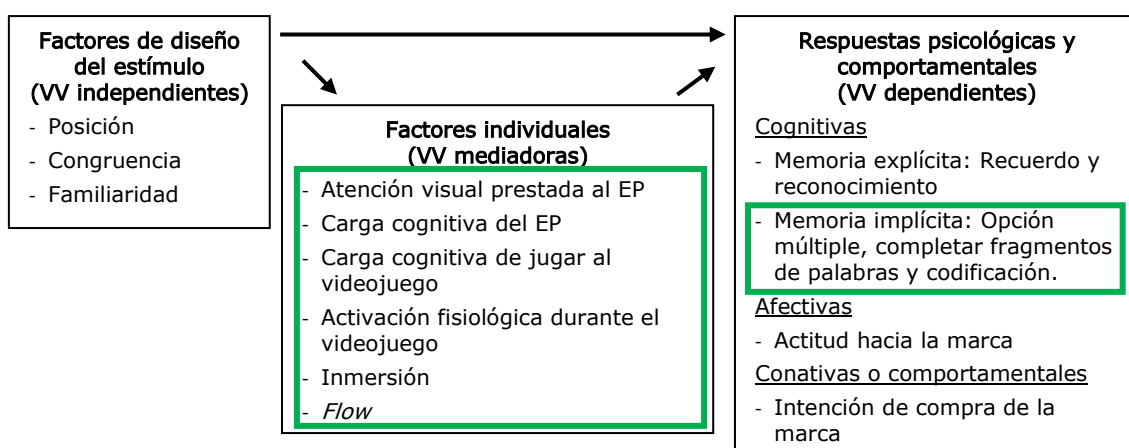 Factores de diseño
del estímulo
(VV independientes)
- Posición
- Congruencia
- Familiaridad
Factores individuales
(VV mediadoras)
- Atención visual prestada al EP
- Carga cognitiva del EP
- Carga cognitiva de jugar al
videojuego
- Activación fisiológica durante el
videojuego
- Inmersión
- Flow
Respuestas psicológicas y
comportamentales
(VV dependientes)
Cognitivas
- Memoria explícita: Recuerdo y
reconocimiento
- Memoria implícita: Opción
múltiple, completar fragmentos
de palabras y codificación.
Afectivas
- Actitud hacia la marca
Conativas o comportamentales
- Intención de compra de la
marca